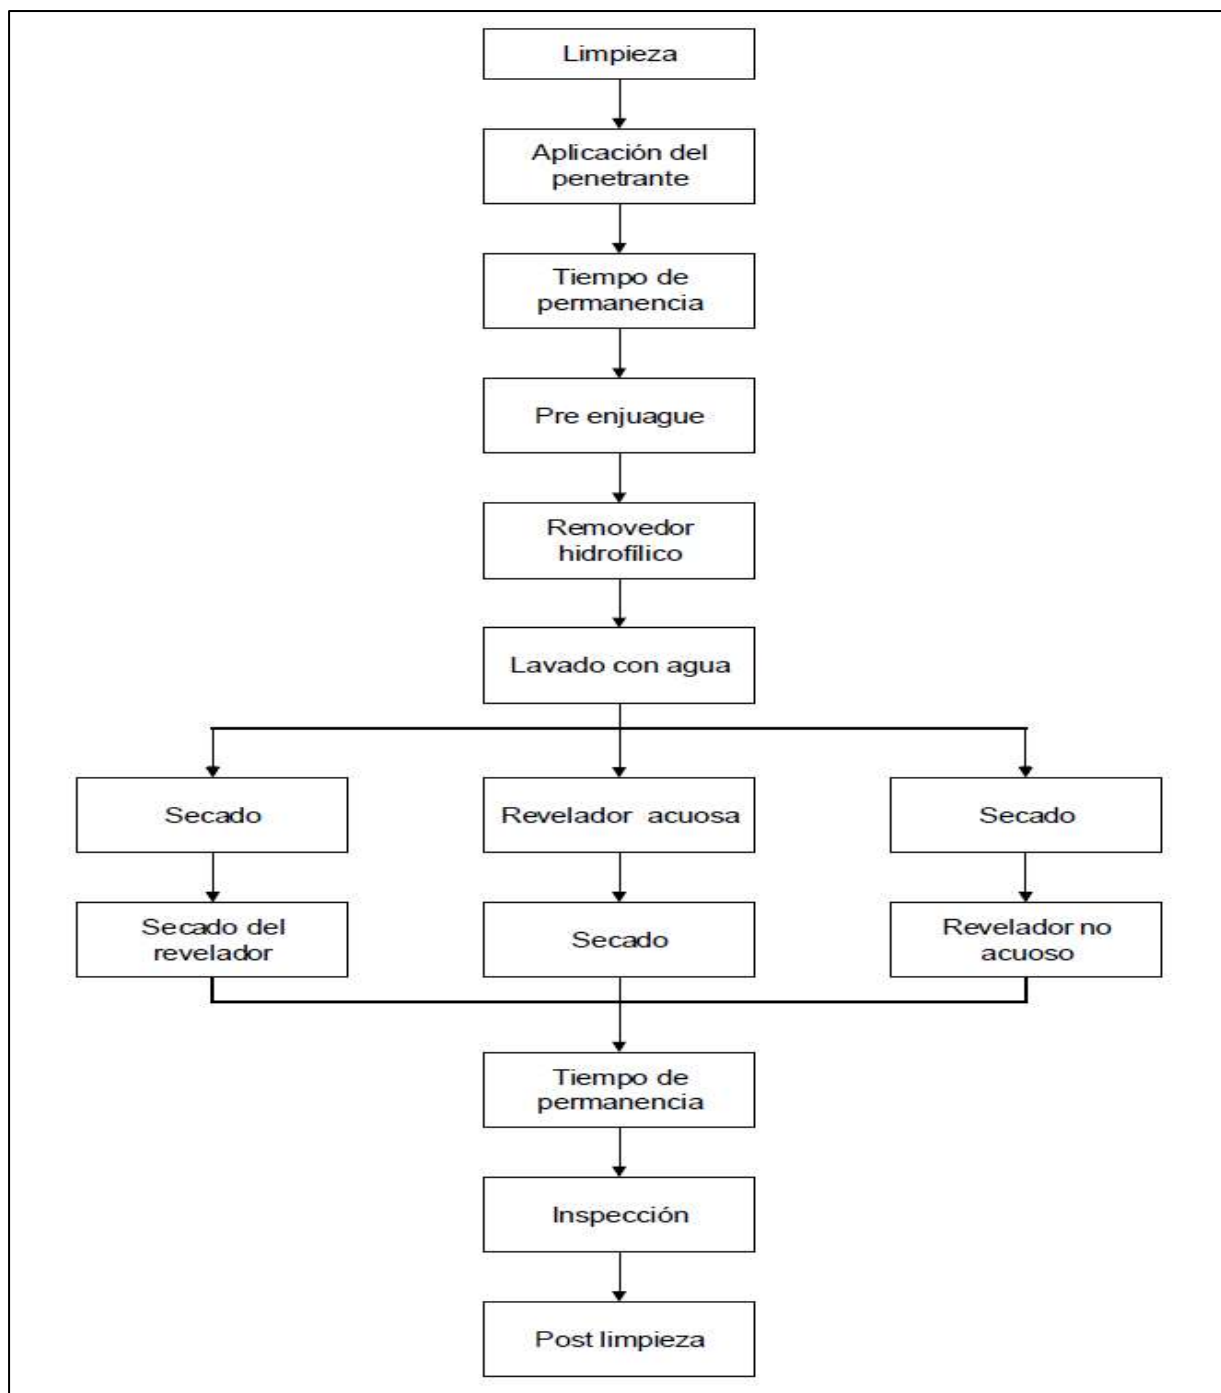 Limpieza
Aplicación del
penetrante
Tiempo de
permanencia
Pre enjuague
Removedor
hidrofílico
Lavado con agua
Secado
Revelador acuosa
Secado
Secado del
revelador
Secado
Revelador no
acuoso
Tiempo de
permanencia
Inspección
Post limpieza